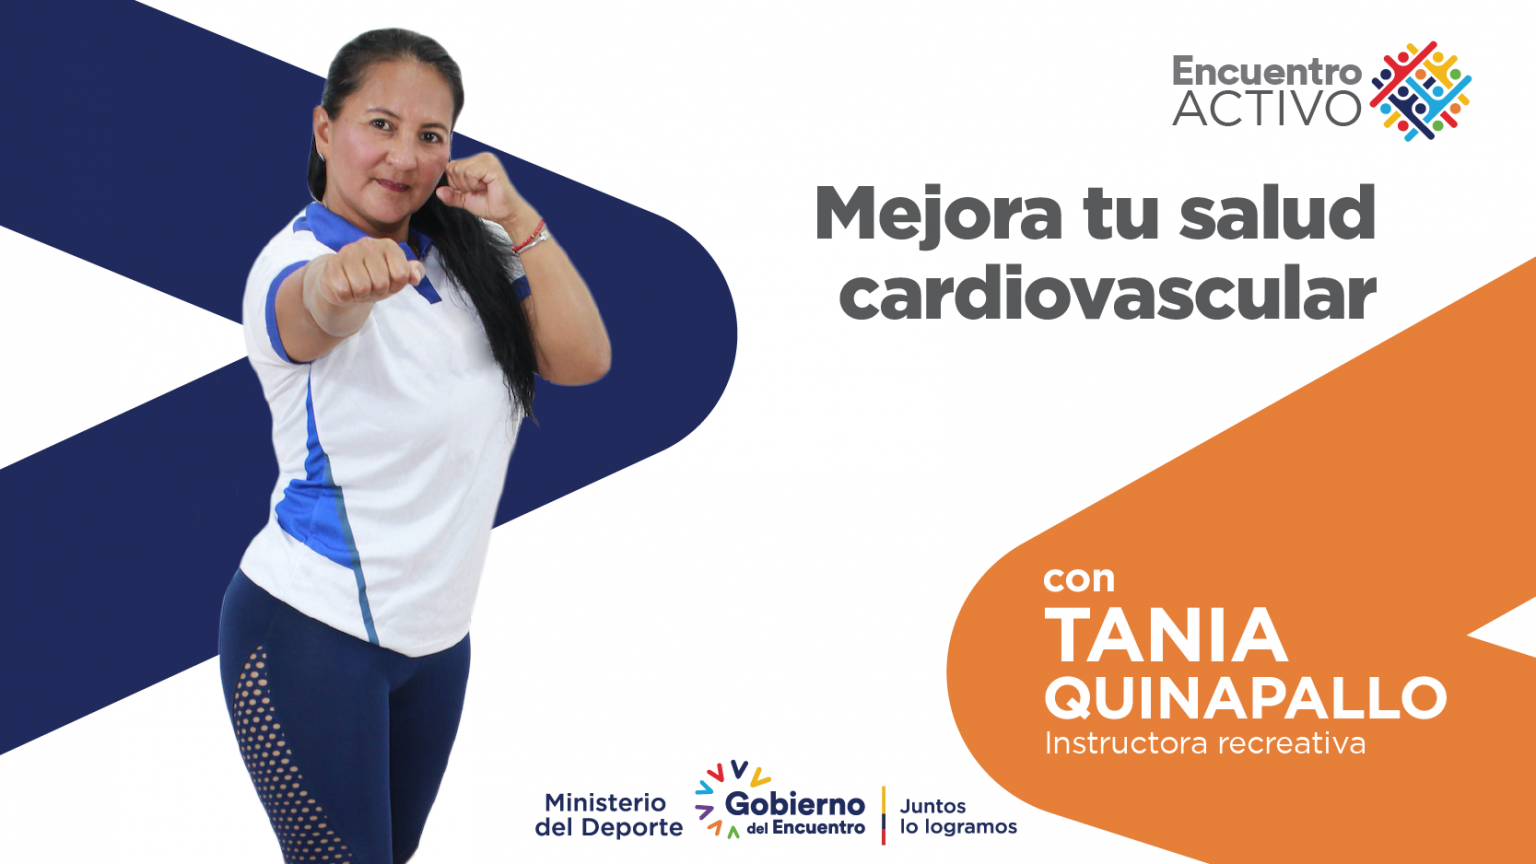 Encuentro
ACTIVO
Mejora tu salud
cardiovascular
con
TANIA
QUINAPALLO
Instructora recreativa
Ministerio
del Deporte
Gobierno
del Encuentro
Juntos
lo logramos